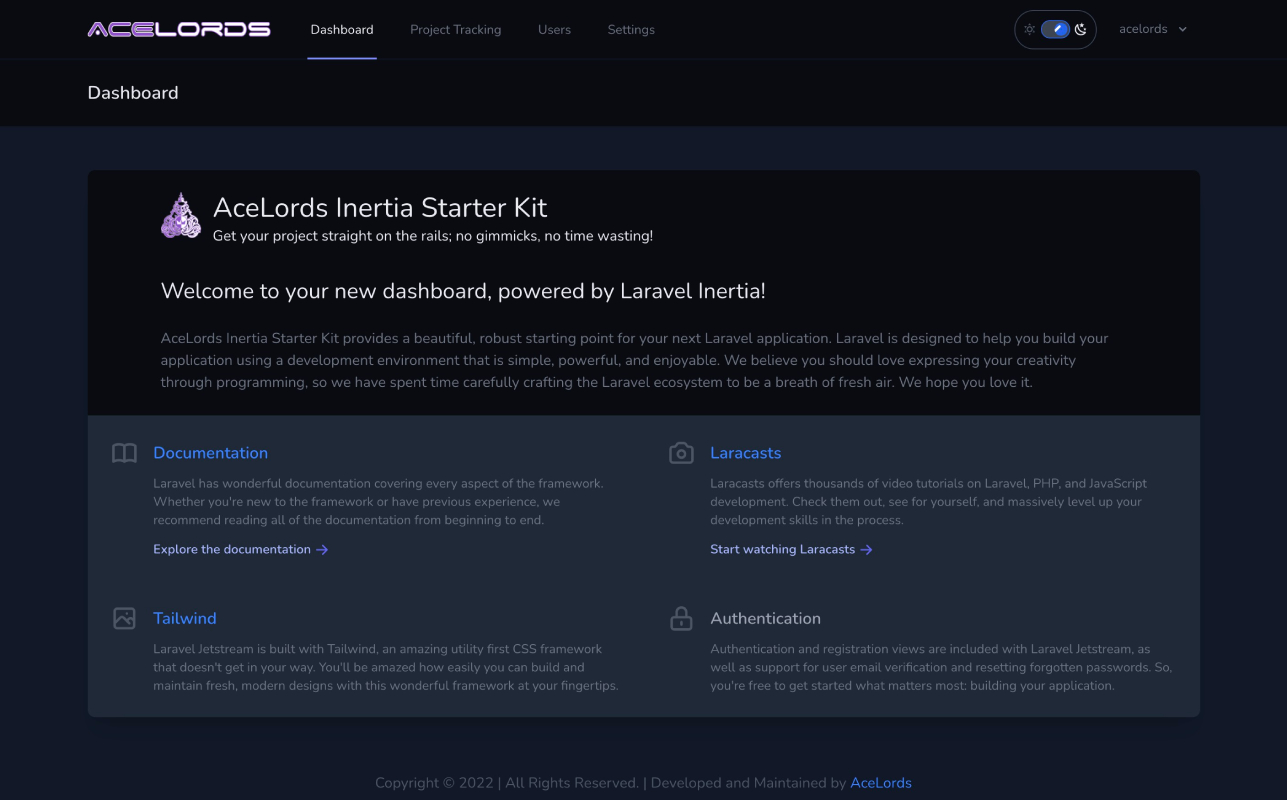 ACELORDS
Dashboard
Project Tracking
Users
Settings
acelords
Dashboard
AceLords Inertia Starter Kit
Get your project straight on the rails; no gimmicks, no time wasting!
Welcome to your new dashboard, powered by Laravel Inertia!
AceLords Inertia Starter Kit provides a beautiful, robust starting point for your next Laravel application. Laravel is designed to help you build your
application using a development environment that is simple, powerful, and enjoyable. We believe you should love expressing your creativity
through programming, so we have spent time carefully crafting the Laravel ecosystem to be a breath of fresh air. We hope you love it.
Documentation
Laravel has wonderful documentation covering every aspect of the framework.
Whether you're new to the framework or have previous experience, we
recommend reading all of the documentation from beginning to end.
Explore the documentation
Laracasts
Laracasts offers thousands of video tutorials on Laravel, PHP, and JavaScript
development. Check them out, see for yourself, and massively level up your
development skills in the process.
Start watching Laracasts
Tailwind
Laravel Jetstream is built with Tailwind, an amazing utility first CSS framework
that doesn't get in your way. You'll be amazed how easily you can build and
maintain fresh, modern designs with this wonderful framework at your fingertips.
Authentication
Authentication and registration views are included with Laravel Jetstream, as
well as support for user email verification and resetting forgotten passwords. So,
you're free to get started what matters most: building your application.
Copyright © 2022 | All Rights Reserved. | Developed and Maintained by AceLords